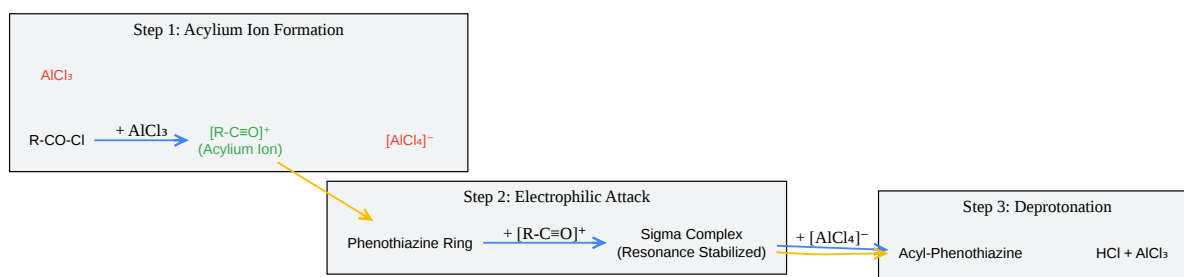 Step 1: Acylium Ion Formation
AlCl₃
R-CO-Cl
+ AlCl₃
[R-C≡O]⁺
(Acylium Ion)
[AlCl₄]⁻
Step 2: Electrophilic Attack
Phenothiazine Ring
+ [R-C≡O]⁺
Sigma Complex
(Resonance Stabilized)
+ [AlCl₄]⁻
Step 3: Deprotonation
Acyl-Phenothiazine
HCl + AlCl₃